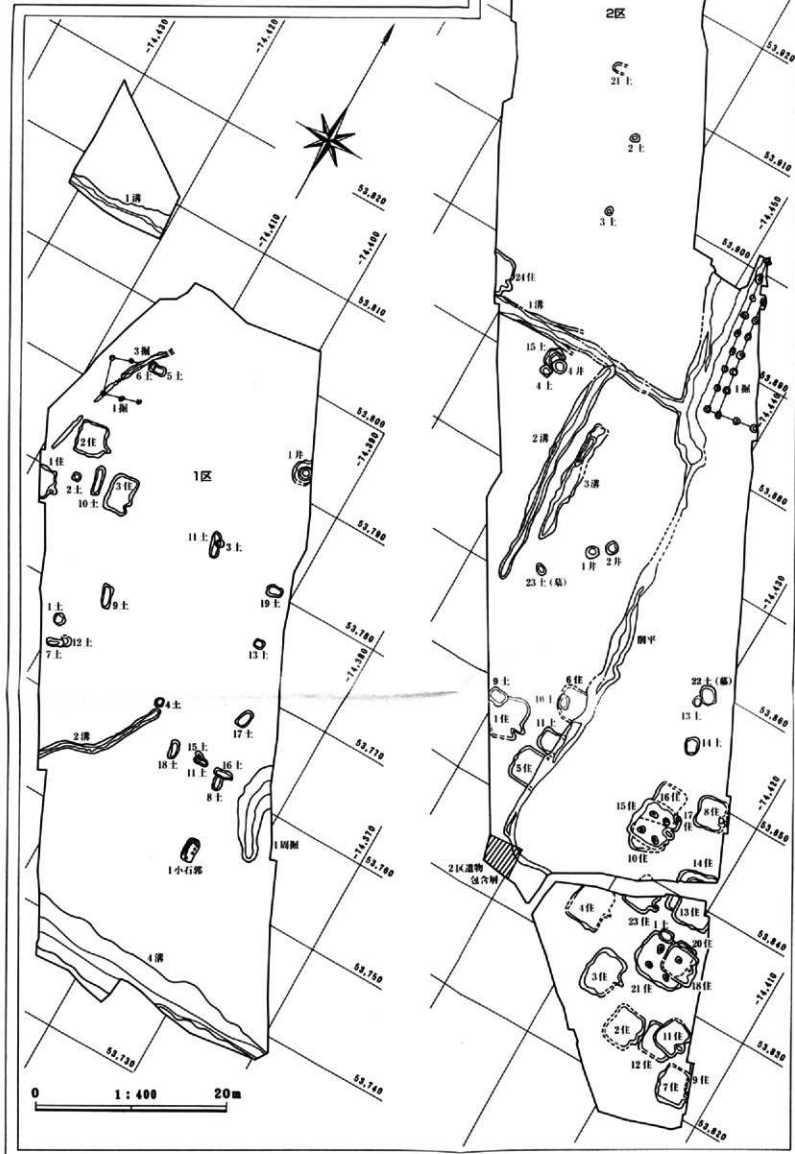 -74,430
-74,420
1溝
-74,410
53,820
-74,400
53,810
3掘
6土
5土
1掘
53,800
2住
-74,390
1住
1区
1井
2土
3住
10土
53,790
11土
3土
9土
19土
1土
53,780
12土
7土
13土
-74,380
4土
2溝
17土
53,770
15土
18土
11土
16土
8土
-74,370
1周掘
1小石郭
53,760
4溝
53,750
53,730
53,740
0
1:400
20m
2区
53,920
21土
2土
53,910
3土
-74,450
53,900
24住
1溝
15土
4井
4土
1掘
53,890
-74,440
2溝
3溝
53,880
1井
2井
23土(墓)
-74,430
53,870
削平
9土
6住
10土
22土(墓)
1住
13土
53,860
11土
14土
5住
-74,420
16住
15住
17住
8住
53,850
10住
14住
2区遺物
包含層
4住
23住
13住
1土
53,840
20住
3住
21住
18住
-74,410
2住
11住
12住
53,830
7住
9住
53,820